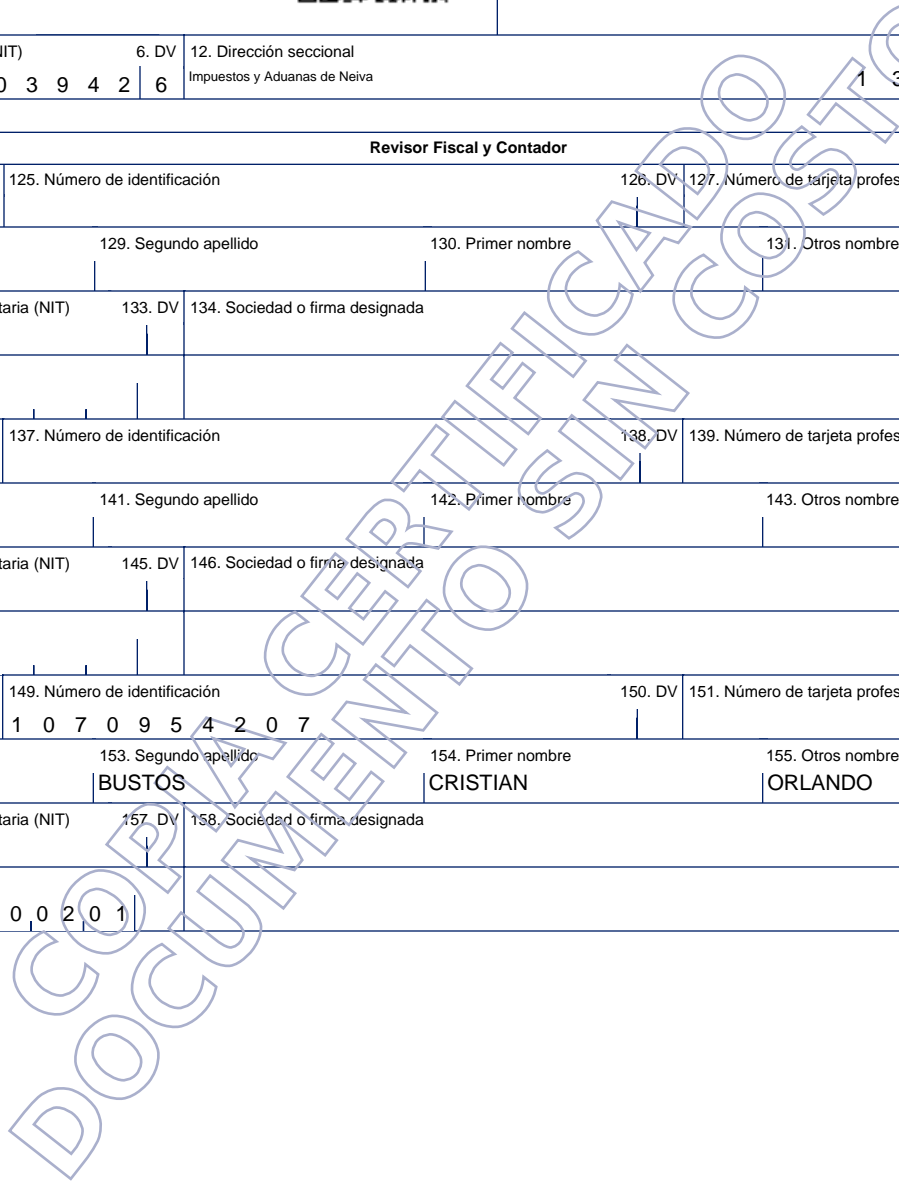 NIT) 6. DV 12. Dirección seccional
0 3 9 4 2 6 Impuestos y Aduanas de Neiva 1 3
Revisor Fiscal y Contador
125. Número de identificación 126. DV 127. Número de tarjeta profes
129. Segundo apellido 130. Primer nombre 131. Otros nombre
taria (NIT) 133. DV 134. Sociedad o firma designada
137. Número de identificación 138. DV 139. Número de tarjeta profes
141. Segundo apellido 142. Primer nombre 143. Otros nombre
taria (NIT) 145. DV 146. Sociedad o firma designada
149. Número de identificación 150. DV 151. Número de tarjeta profes
1 0 7 0 9 5 4 2 0 7
153. Segundo apellido 154. Primer nombre 155. Otros nombre
BUSTOS CRISTIAN ORLANDO
taria (NIT) 157. DV 158. Sociedad o firma designada
0 0 2 0 1
COPIA CERTIFICADO
DOCUMENTO SIN COSTO